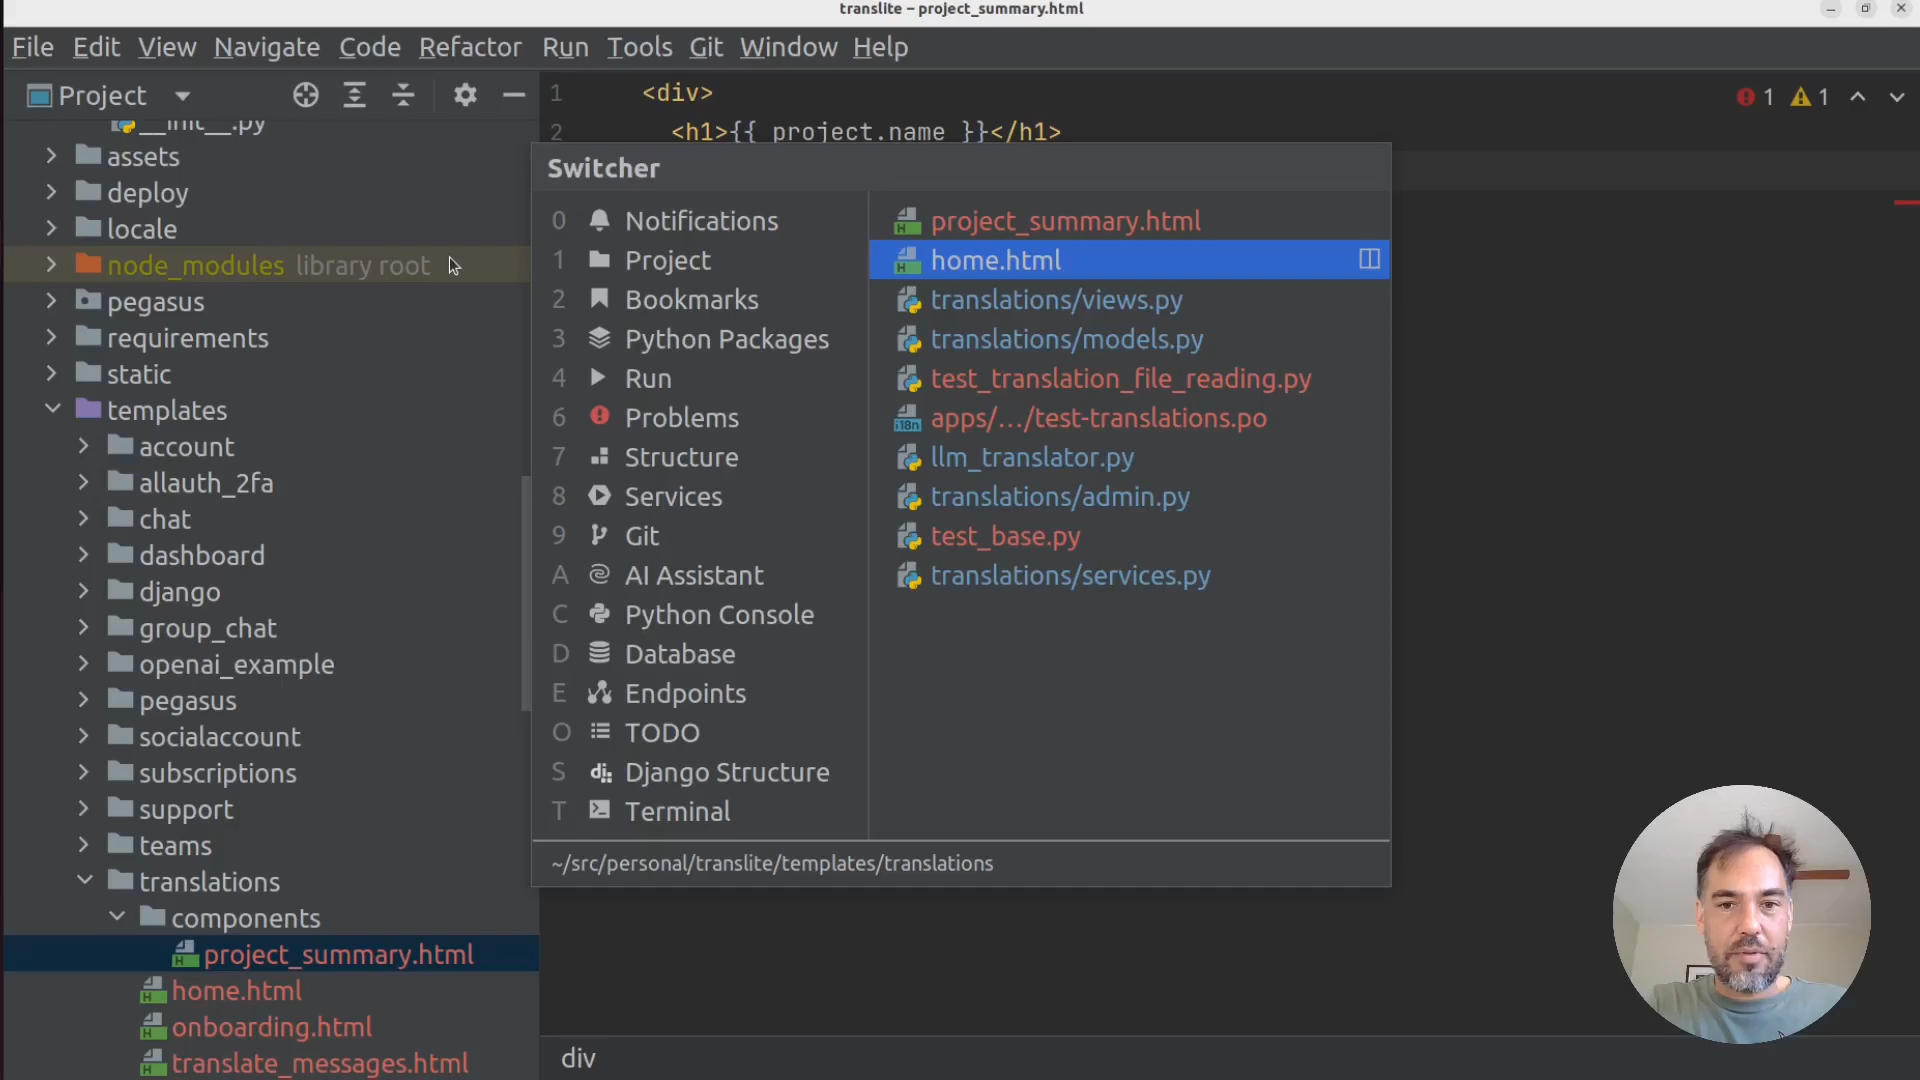 translite – project_summary.html
File Edit View Navigate Code Refactor Run Tools Git Window Help
Project
__init__.py
assets
deploy
locale
node_modules library root
pegasus
requirements
static
templates
account
allauth_2fa
chat
dashboard
django
group_chat
openai_example
pegasus
socialaccount
subscriptions
support
teams
translations
components
project_summary.html
home.html
onboarding.html
translate_messages.html
1 <div>
2 <h1>{{ project.name }}</h1>
1 1
Switcher
0 Notifications
1 Project
2 Bookmarks
3 Python Packages
4 Run
6 Problems
7 Structure
8 Services
9 Git
A AI Assistant
C Python Console
D Database
E Endpoints
O TODO
S dj Django Structure
T Terminal
project_summary.html
home.html
translations/views.py
translations/models.py
test_translation_file_reading.py
i18n apps/…/test-translations.po
llm_translator.py
translations/admin.py
test_base.py
translations/services.py
~/src/personal/translite/templates/translations
div